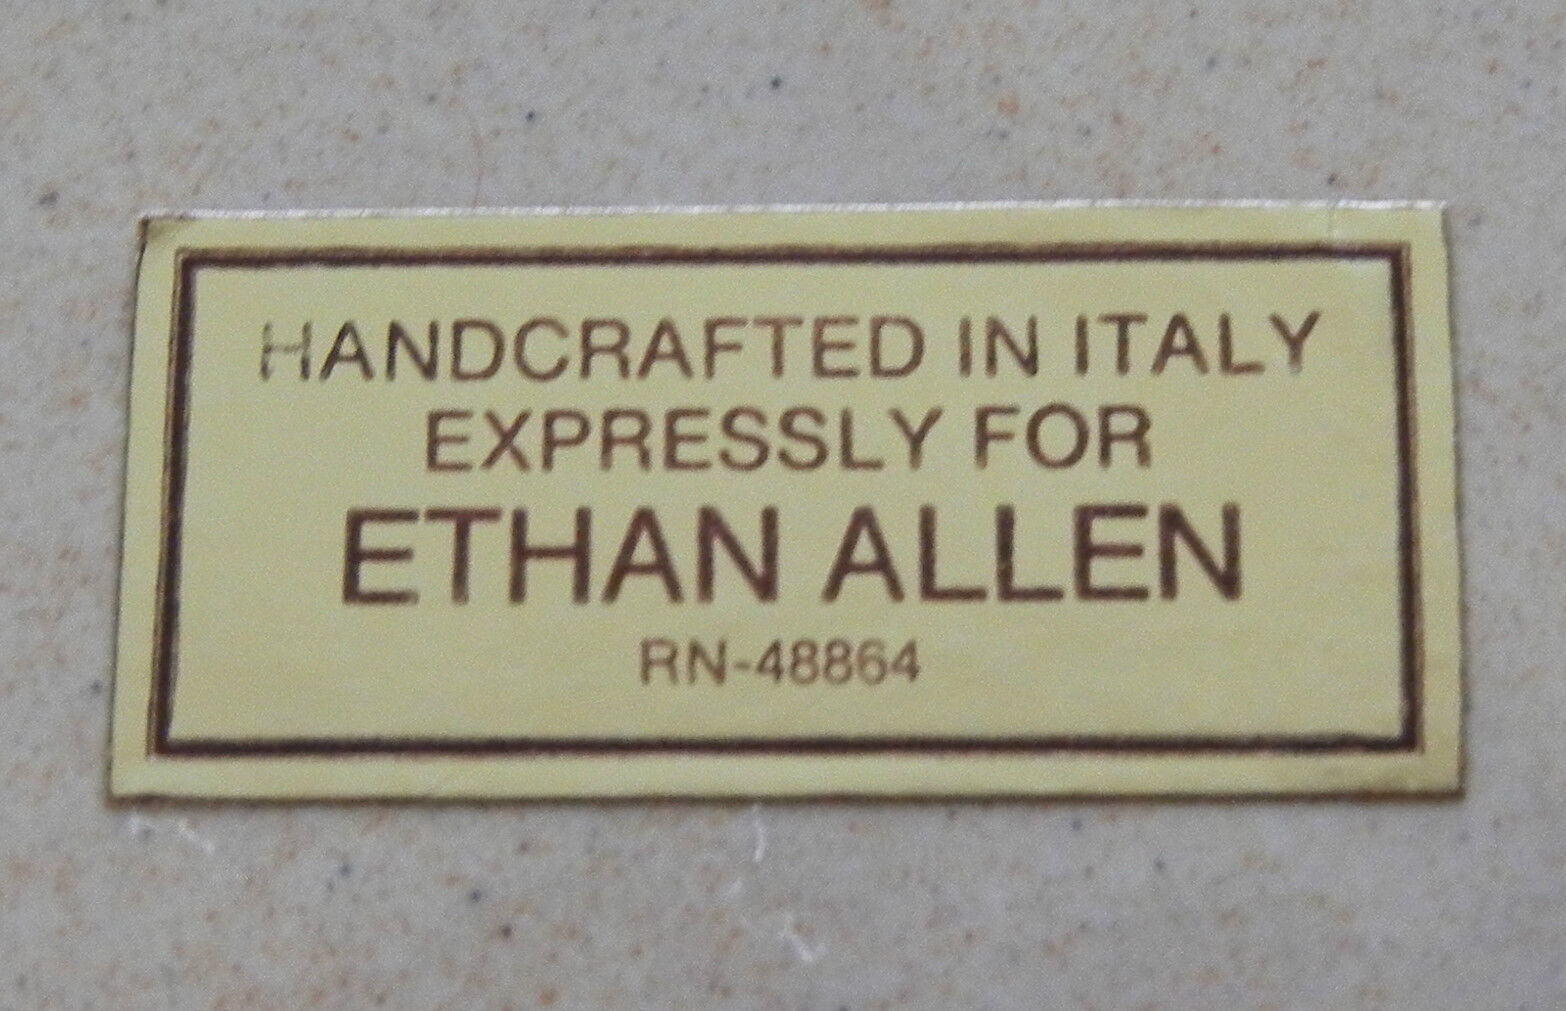 HANDCRAFTED IN ITALY
EXPRESSLY FOR
ETHAN ALLEN
RN-48864